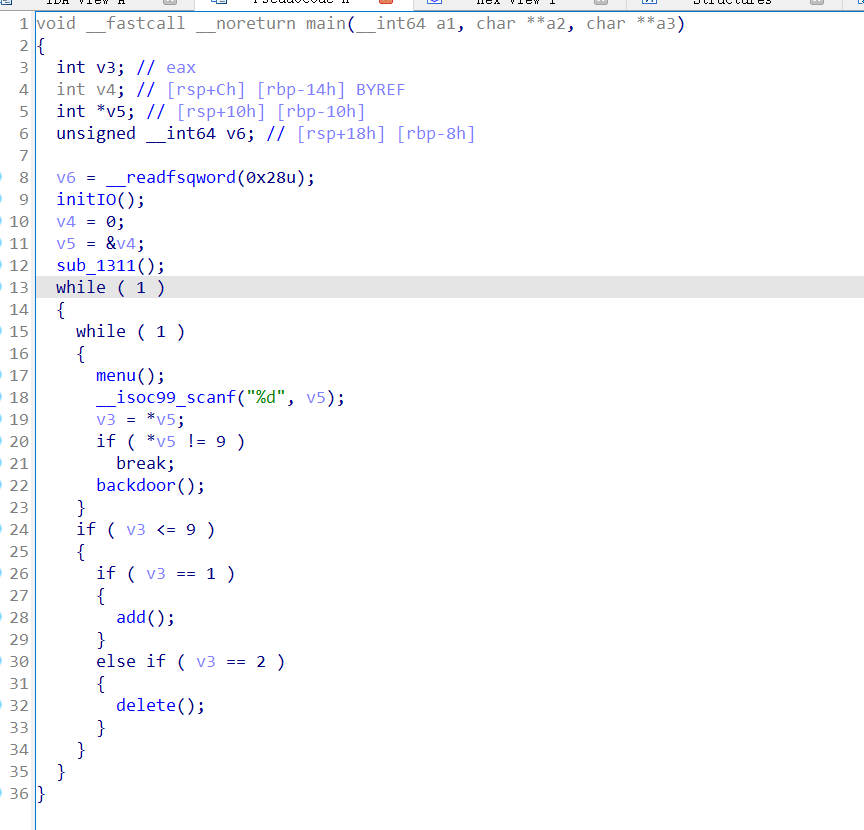 IDA View-A Pseudocode-A Hex View-1 Structures
1 void __fastcall __noreturn main(__int64 a1, char **a2, char **a3)
2 {
3   int v3; // eax
4   int v4; // [rsp+Ch] [rbp-14h] BYREF
5   int *v5; // [rsp+10h] [rbp-10h]
6   unsigned __int64 v6; // [rsp+18h] [rbp-8h]
7
8   v6 = __readfsqword(0x28u);
9   initIO();
10   v4 = 0;
11   v5 = &v4;
12   sub_1311();
13   while ( 1 )
14   {
15     while ( 1 )
16     {
17       menu();
18       __isoc99_scanf("%d", v5);
19       v3 = *v5;
20       if ( *v5 != 9 )
21         break;
22       backdoor();
23     }
24     if ( v3 <= 9 )
25     {
26       if ( v3 == 1 )
27       {
28         add();
29       }
30       else if ( v3 == 2 )
31       {
32         delete();
33       }
34     }
35   }
36 }